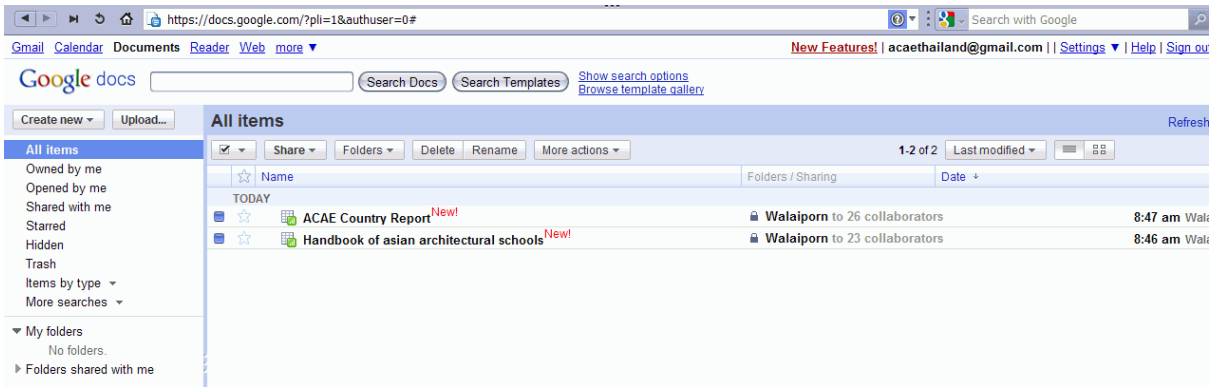 https://docs.google.com/?pli=1&authuser=0#
Search with Google
Gmail Calendar Documents Reader Web more ▼
New Features! | acaethailand@gmail.com | | Settings ▼ | Help | Sign out
Google docs
Search Docs Search Templates
Show search options
Browse template gallery
Create new Upload...
All items
Refresh
All items
Owned by me
Opened by me
Shared with me
Starred
Hidden
Trash
Items by type
More searches
My folders
No folders.
Folders shared with me
Share Folders Delete Rename More actions
1-2 of 2 Last modified
Name Folders / Sharing Date
TODAY
ACAE Country Report New! Walaiporn to 26 collaborators 8:47 am
Handbook of asian architectural schools New! Walaiporn to 23 collaborators 8:46 am